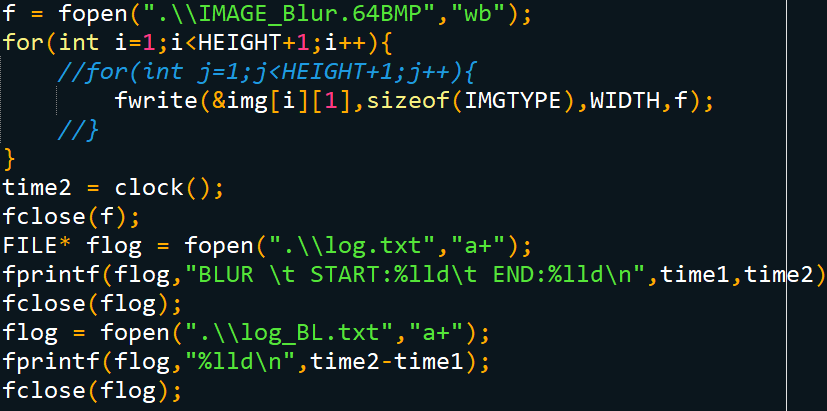 f = fopen(".\\IMAGE_Blur.64BMP","wb");
for(int i=1;i<HEIGHT+1;i++){
    //for(int j=1;j<HEIGHT+1;j++){
        fwrite(&img[i][1],sizeof(IMGTYPE),WIDTH,f);
    //}
}
time2 = clock();
fclose(f);
FILE* flog = fopen(".\\log.txt","a+");
fprintf(flog,"BLUR \t START:%lld\t END:%lld\n",time1,time2)
fclose(flog);
flog = fopen(".\\log_BL.txt","a+");
fprintf(flog,"%lld\n",time2-time1);
fclose(flog);